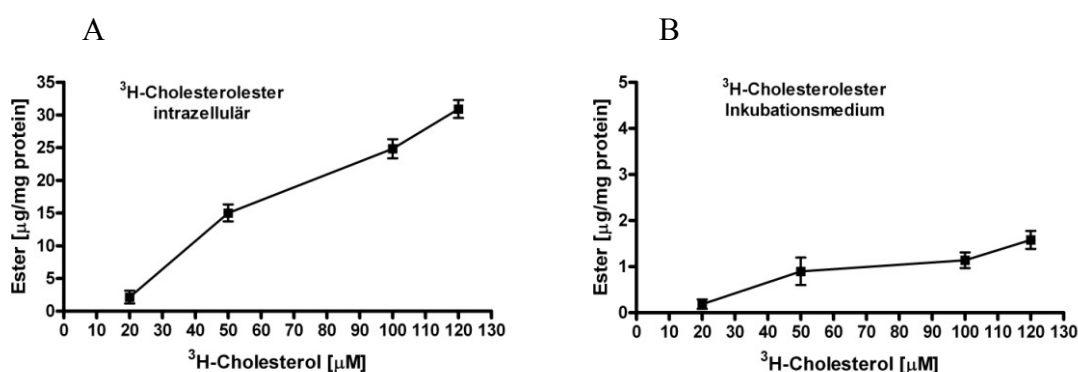 A
³H-Cholesterolester
intrazellulär
Ester [µg/mg protein]
35
30
25
20
15
10
5
0
0 10 20 30 40 50 60 70 80 90 100 110 120 130
³H-Cholesterol [µM]
B
³H-Cholesterolester
Inkubationsmedium
Ester [µg/mg protein]
5
4
3
2
1
0
0 10 20 30 40 50 60 70 80 90 100 110 120 130
³H-Cholesterol [µM]